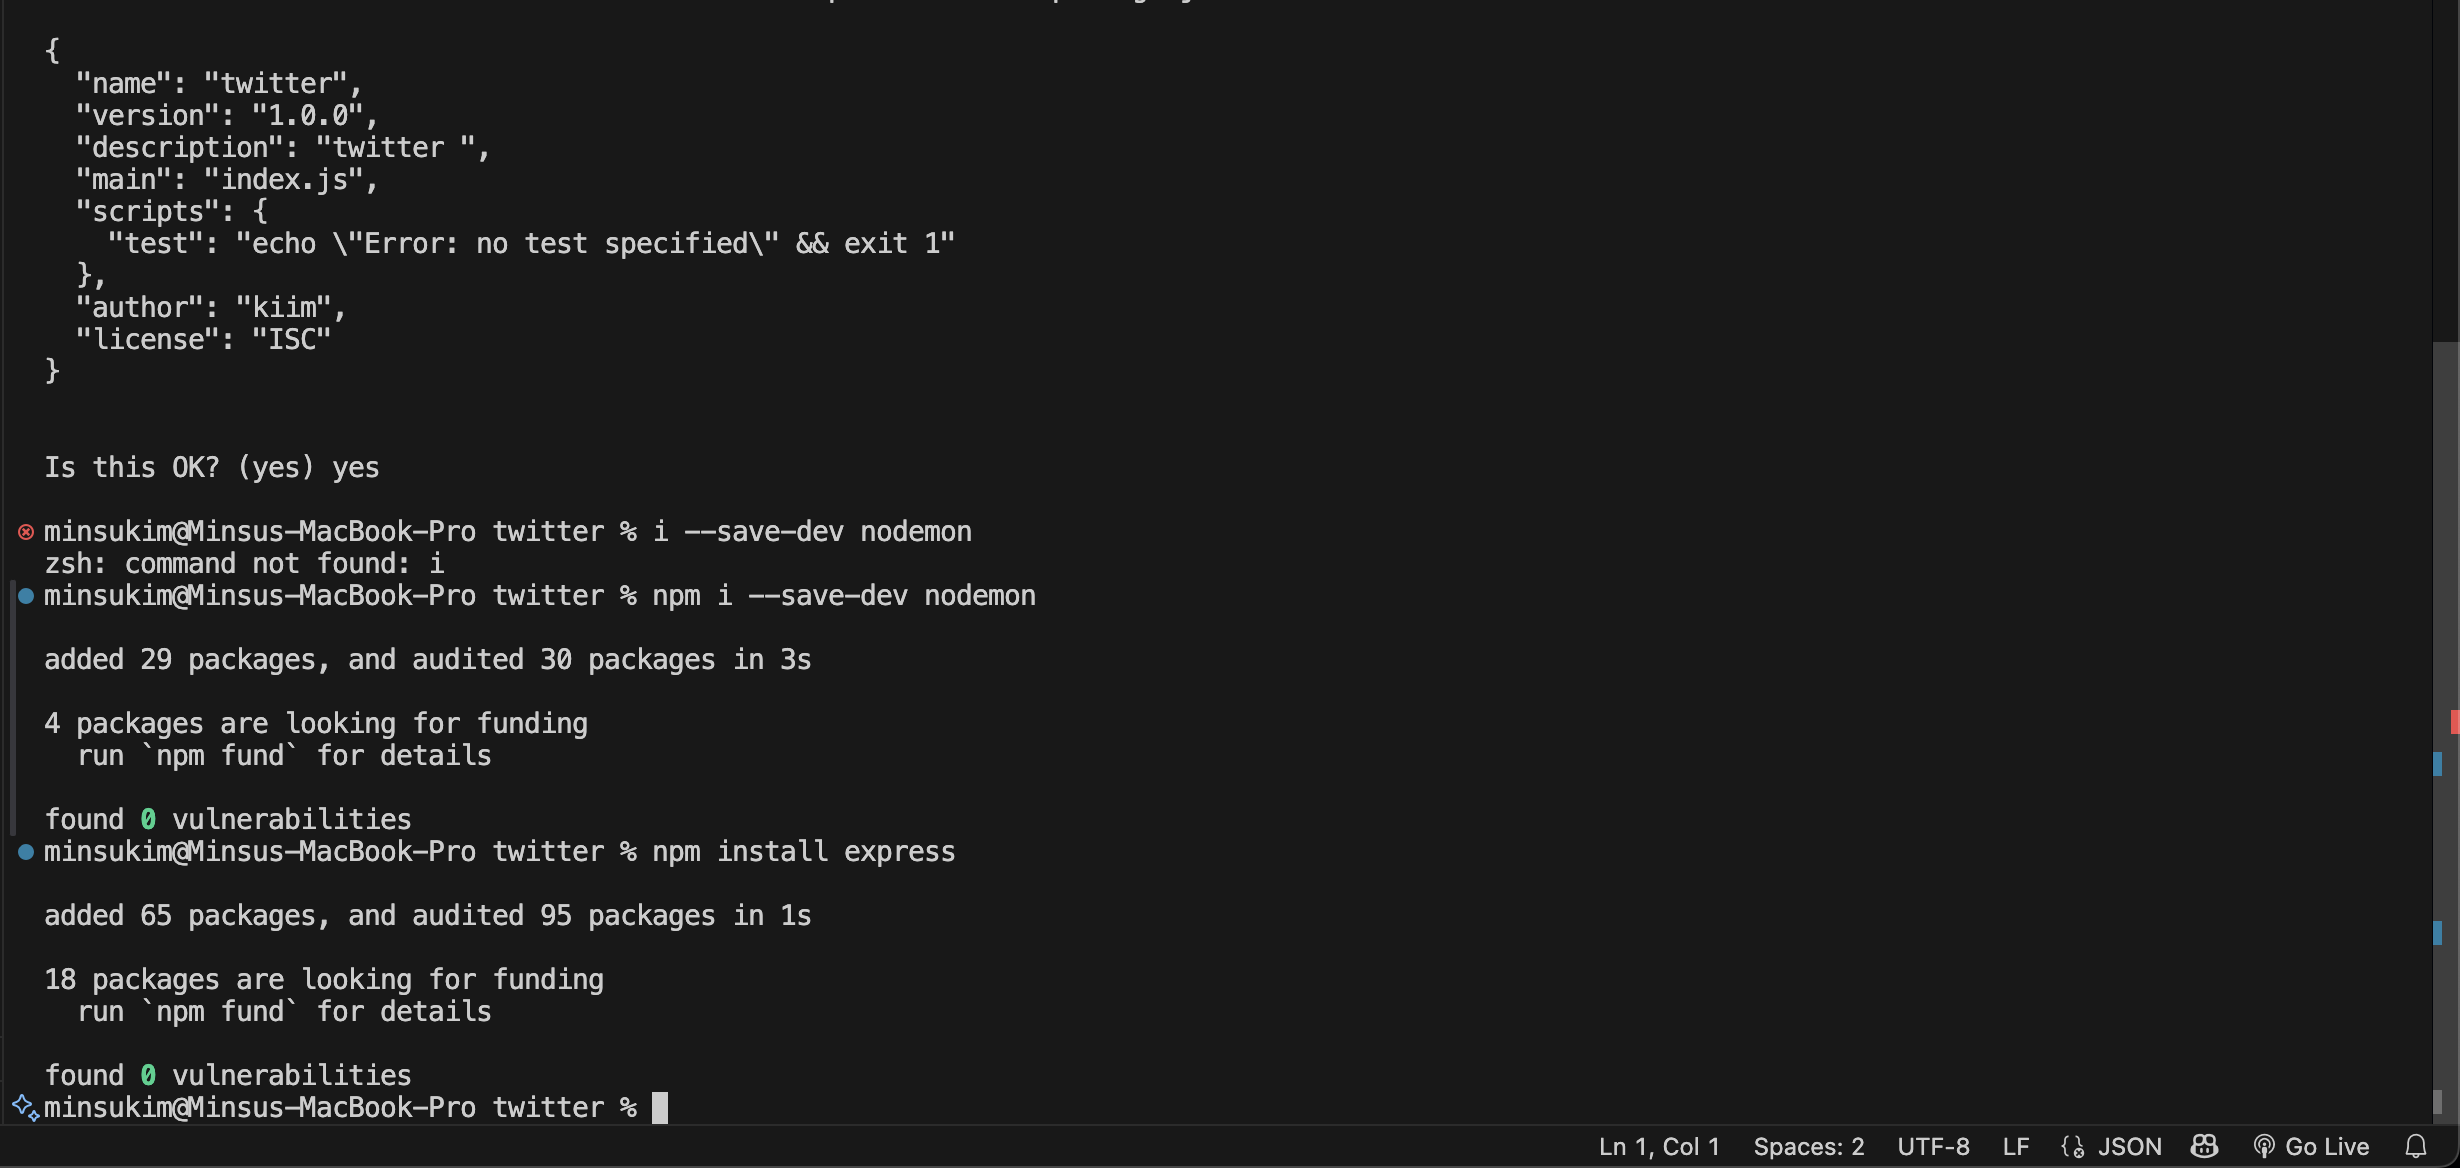 {
  "name": "twitter",
  "version": "1.0.0",
  "description": "twitter ",
  "main": "index.js",
  "scripts": {
    "test": "echo \"Error: no test specified\" && exit 1"
  },
  "author": "kiim",
  "license": "ISC"
}
Is this OK? (yes) yes
minsukim@Minsus-MacBook-Pro twitter % i --save-dev nodemon
zsh: command not found: i
minsukim@Minsus-MacBook-Pro twitter % npm i --save-dev nodemon
added 29 packages, and audited 30 packages in 3s
4 packages are looking for funding
  run `npm fund` for details
found 0 vulnerabilities
minsukim@Minsus-MacBook-Pro twitter % npm install express
added 65 packages, and audited 95 packages in 1s
18 packages are looking for funding
  run `npm fund` for details
found 0 vulnerabilities
minsukim@Minsus-MacBook-Pro twitter %
Ln 1, Col 1 Spaces: 2 UTF-8 LF {} JSON Go Live